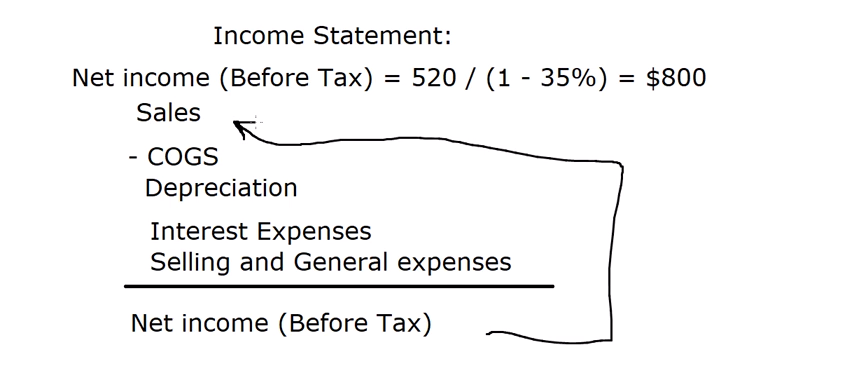 Income Statement:
Net income (Before Tax) = 520 / (1 - 35%) = $800
Sales
- COGS
Depreciation
Interest Expenses
Selling and General expenses
Net income (Before Tax)